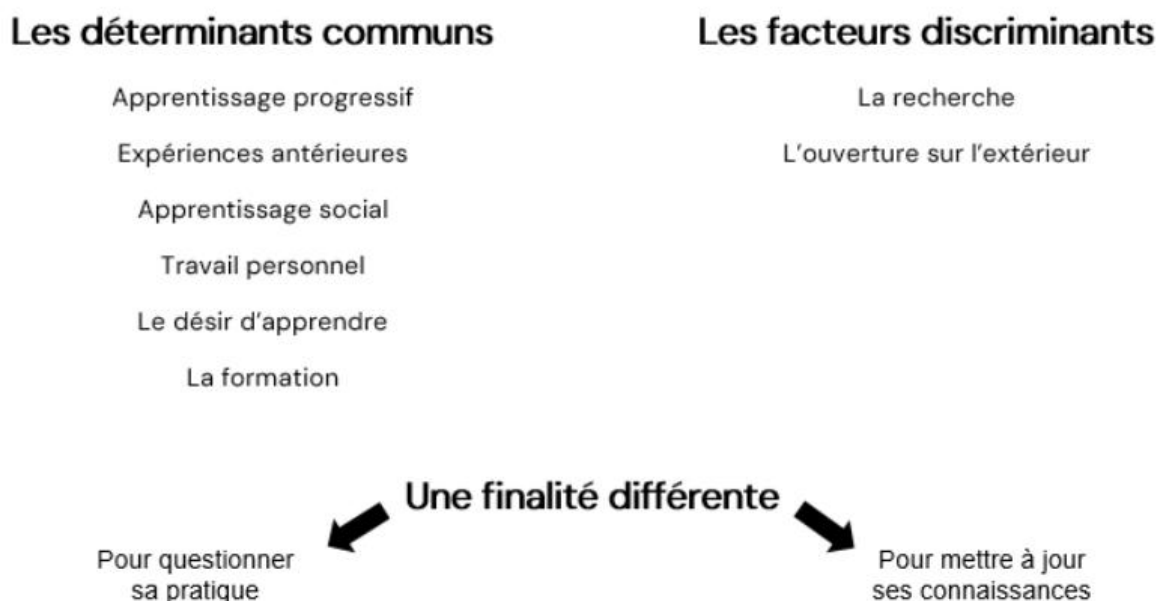 Les déterminants communs
Apprentissage progressif
Expériences antérieures
Apprentissage social
Travail personnel
Le désir d'apprendre
La formation
Les facteurs discriminants
La recherche
L'ouverture sur l'extérieur
Une finalité différente
Pour questionner
sa pratique
Pour mettre à jour
ses connaissances